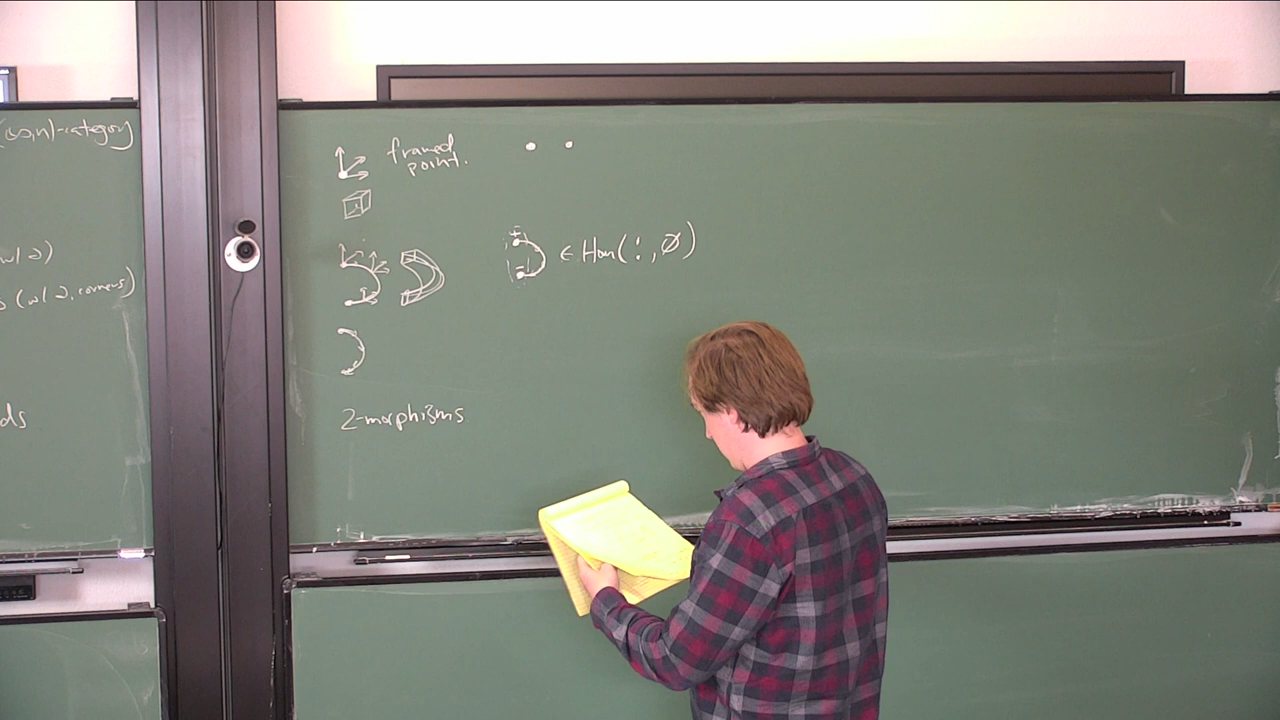 (∞,n)-category
w/ ∂)
(w/ ∂, corners)
ds
framed
point.
+
-
∈ Hom( : , ∅ )
2-morphisms